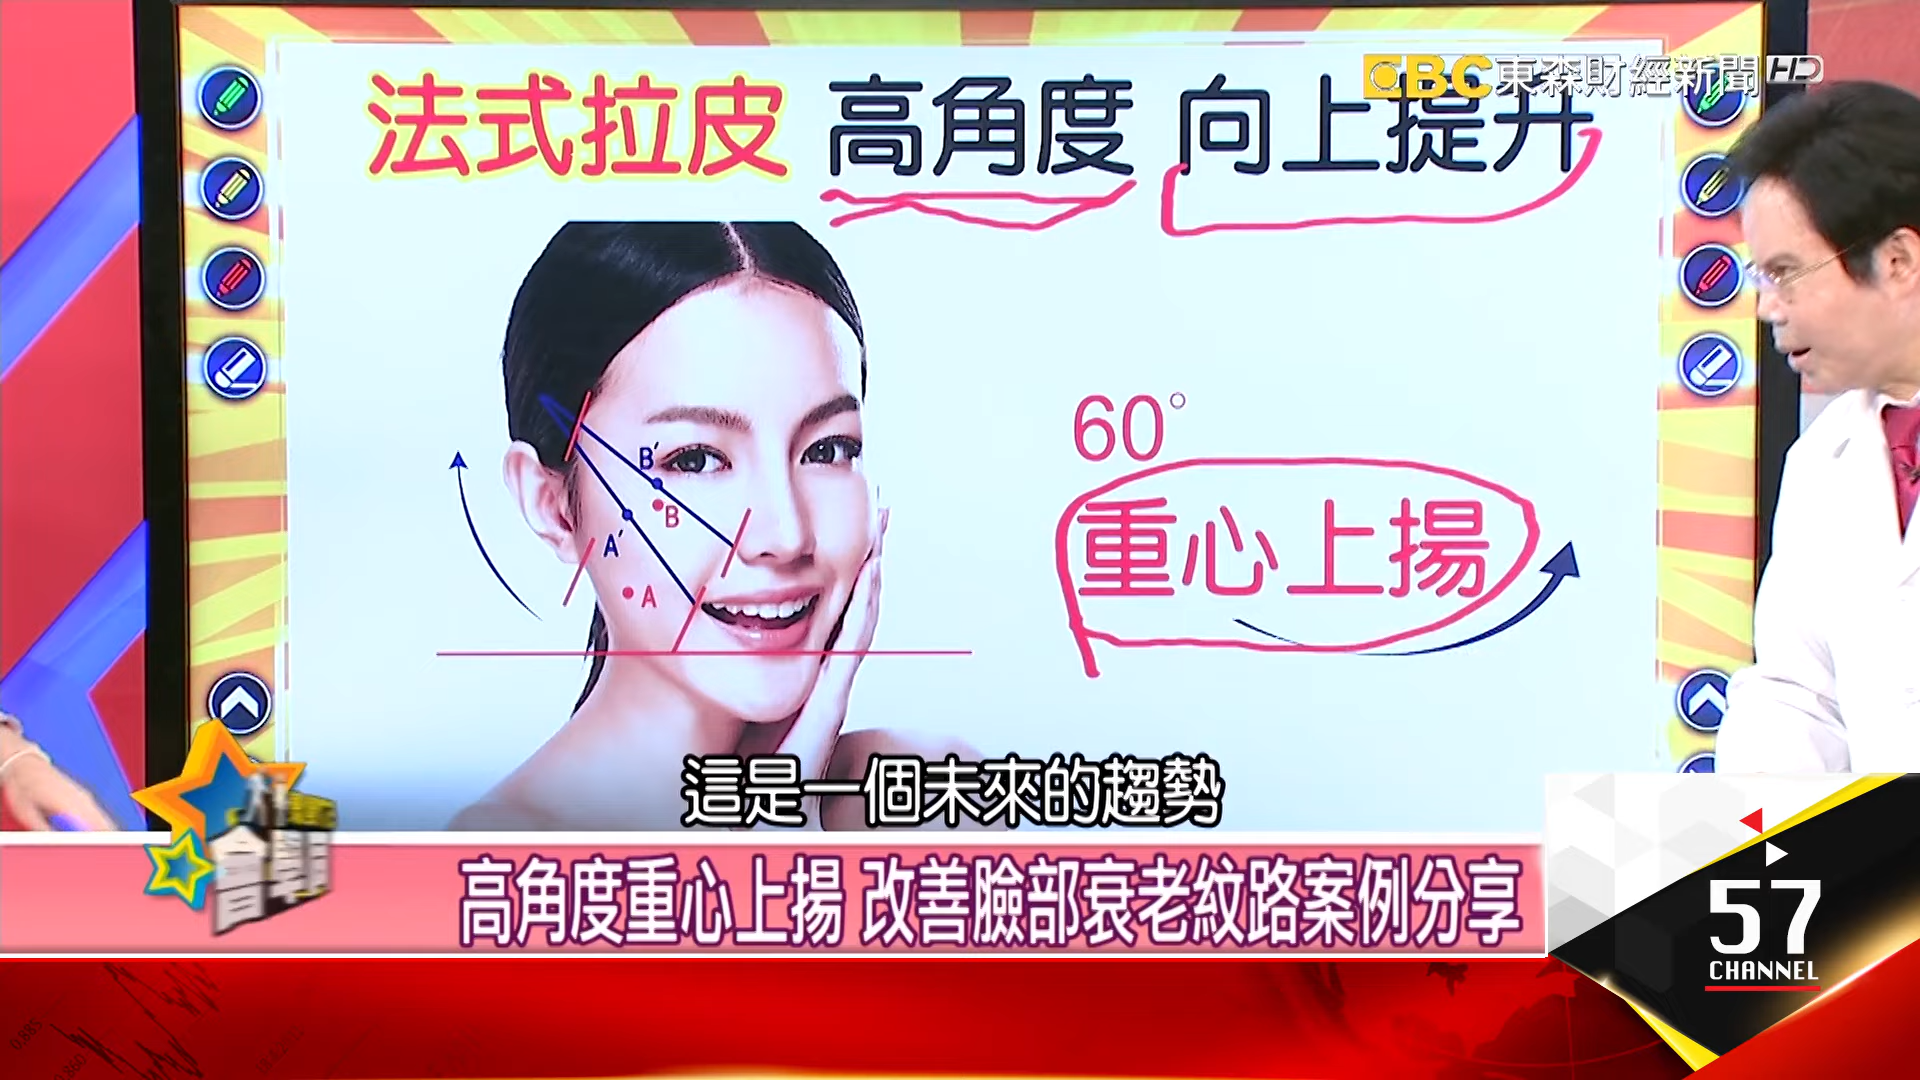 EBC東森財經新聞HD
法式拉皮 高角度 向上提升
60°
重心上揚
B′
B
A′
A
這是一個未來的趨勢
高角度重心上揚 改善臉部衰老紋路案例分享
57
CHANNEL